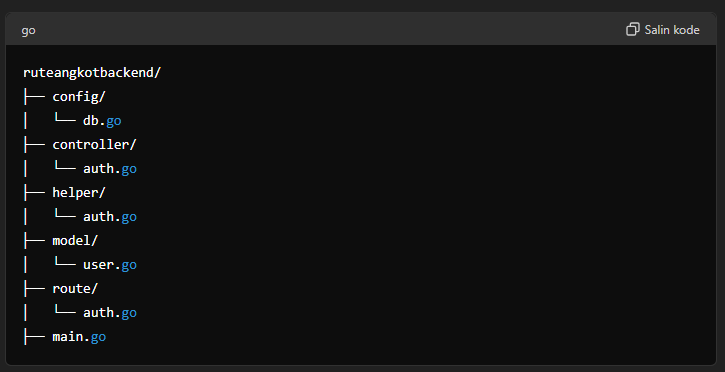 go
Salin kode
ruteangkotbackend/
├── config/
│   └── db.go
├── controller/
│   └── auth.go
├── helper/
│   └── auth.go
├── model/
│   └── user.go
├── route/
│   └── auth.go
├── main.go